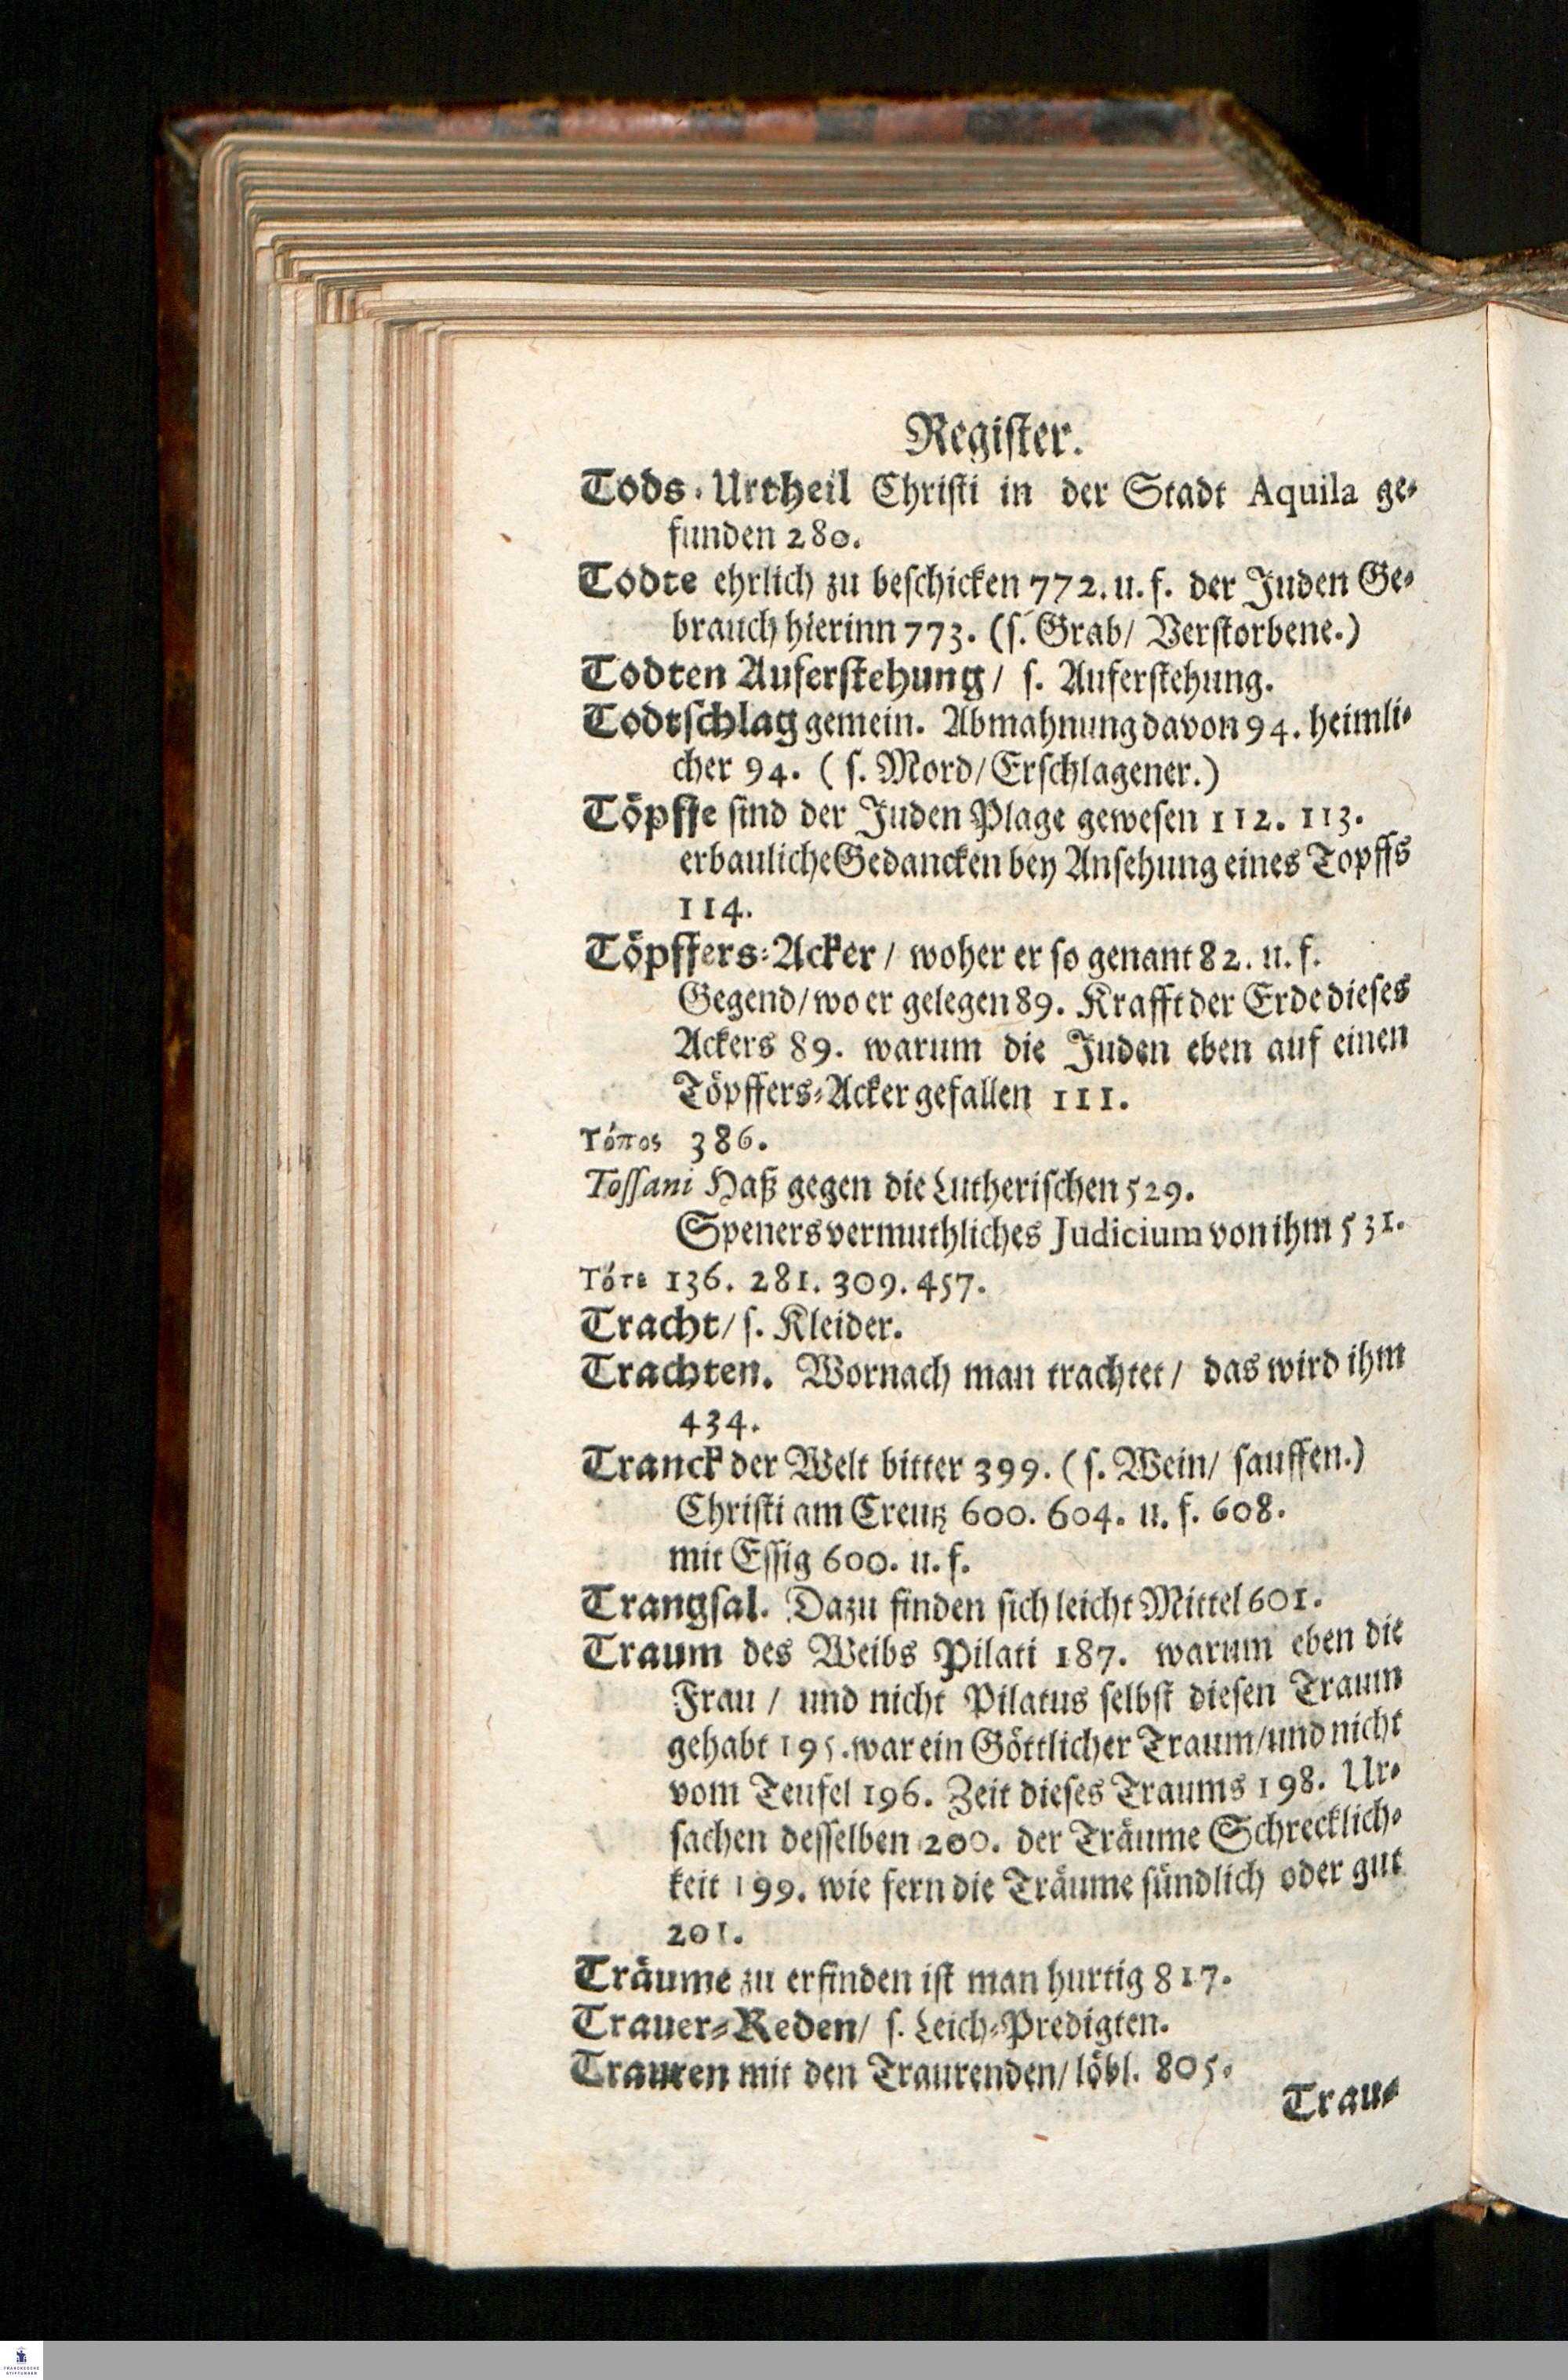 Regiſter.
Tods-Urtheil Chriſti in der Stadt Aquila ge-
funden 280.
Todte ehrlich zu beſchicken 772. u. f. der Juden Ge-
brauch hierinn 773. (ſ. Grab/ Verſtorbene.)
Todten Auferſtehung/ ſ. Auferſtehung.
Todtſchlag gemein. Abmahnung davon 94. heimli-
cher 94. (ſ. Mord/ Erſchlagener.)
Töpffe ſind der Juden Plage geweſen 112. 113.
erbauliche Gedancken bey Anſehung eines Topffs
114.
Töpffers-Acker/ woher er ſo genant 82. u. f.
Gegend/ wo er gelegen 89. Krafft der Erde dieſes
Ackers 89. warum die Juden eben auf einen
Töpffers-Acker gefallen 111.
Τόπος 386.
Toſſani Haß gegen die Lutheriſchen 529.
Speners vermuthliches Judicium von ihm 531.
Τότε 136. 281. 309. 457.
Tracht/ ſ. Kleider.
Trachten. Wornach man trachtet/ das wird ihm
434.
Tranck der Welt bitter 399. (ſ. Wein/ ſauffen.)
Chriſti am Creutz 600. 604. u. f. 608.
mit Eſſig 600. u. f.
Trangſal. Dazu finden ſich leicht Mittel 601.
Traum des Weibs Pilati 187. warum eben die
Frau/ und nicht Pilatus ſelbſt dieſen Traum
gehabt 195. war ein Göttlicher Traum/ und nicht
vom Teufel 196. Zeit dieſes Traums 198. Ur-
ſachen deſſelben 200. der Träume Schrecklich-
keit 199. wie fern die Träume ſündlich oder gut
201.
Träume zu erfinden iſt man hurtig 817.
Trauer-Reden/ ſ. Leich-Predigten.
Trauren mit den Traurenden/ löbl. 805.
Trau-
FRANCKESCHE
STIFTUNGEN